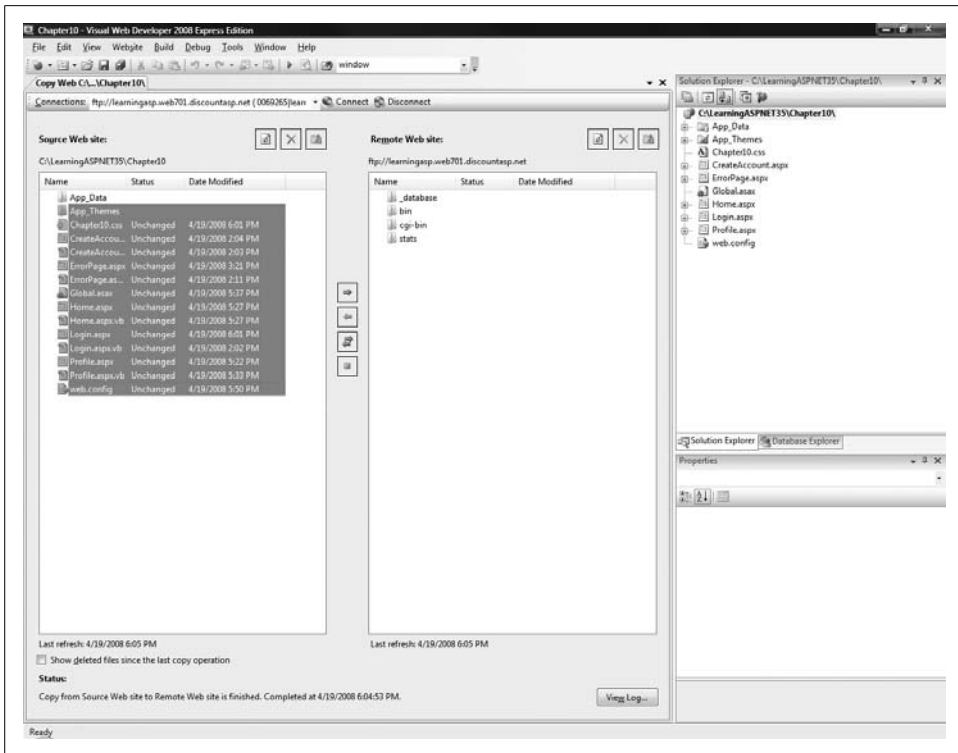 Chapter10 - Visual Web Developer 2008 Express Edition
File Edit View Website Build Debug Tools Window Help
window
Copy Web C:\...\Chapter10\
Solution Explorer - C:\LearningASPNET35\Chapter10\
Connections: ftp://learningasp.web701.discountasp.net ( 0069265|lean Connect Disconnect
Source Web site:
C:\LearningASPNET35\Chapter10
Name Status Date Modified
App_Data
App_Themes
Chapter10.css Unchanged 4/19/2008 6:01 PM
CreateAccou... Unchanged 4/19/2008 2:04 PM
CreateAccou... Unchanged 4/19/2008 2:03 PM
ErrorPage.aspx Unchanged 4/19/2008 3:21 PM
ErrorPage.as... Unchanged 4/19/2008 2:11 PM
Global.asax Unchanged 4/19/2008 5:37 PM
Home.aspx Unchanged 4/19/2008 5:27 PM
Home.aspx.vb Unchanged 4/19/2008 5:27 PM
Login.aspx Unchanged 4/19/2008 6:01 PM
Login.aspx.vb Unchanged 4/19/2008 2:02 PM
Profile.aspx Unchanged 4/19/2008 5:22 PM
Profile.aspx.vb Unchanged 4/19/2008 5:33 PM
web.config Unchanged 4/19/2008 5:50 PM
Last refresh: 4/19/2008 6:05 PM
Show deleted files since the last copy operation
Remote Web site:
ftp://learningasp.web701.discountasp.net
Name Status Date Modified
_database
bin
cgi-bin
stats
Last refresh: 4/19/2008 6:05 PM
Status:
Copy from Source Web site to Remote Web site is finished. Completed at 4/19/2008 6:04:53 PM.
View Log...
C:\LearningASPNET35\Chapter10\
App_Data
App_Themes
Chapter10.css
CreateAccount.aspx
ErrorPage.aspx
Global.asax
Home.aspx
Login.aspx
Profile.aspx
web.config
Solution Explorer Database Explorer
Properties
Ready